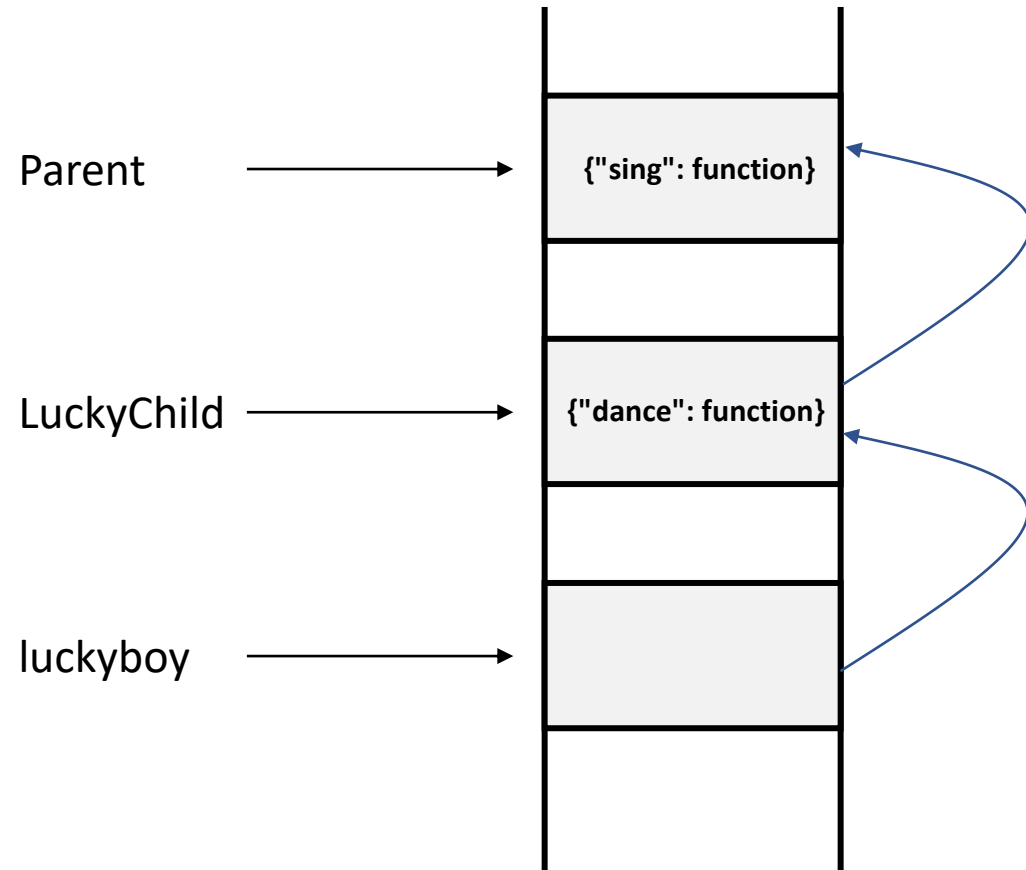 Parent
{"sing": function}
LuckyChild
{"dance": function}
luckyboy